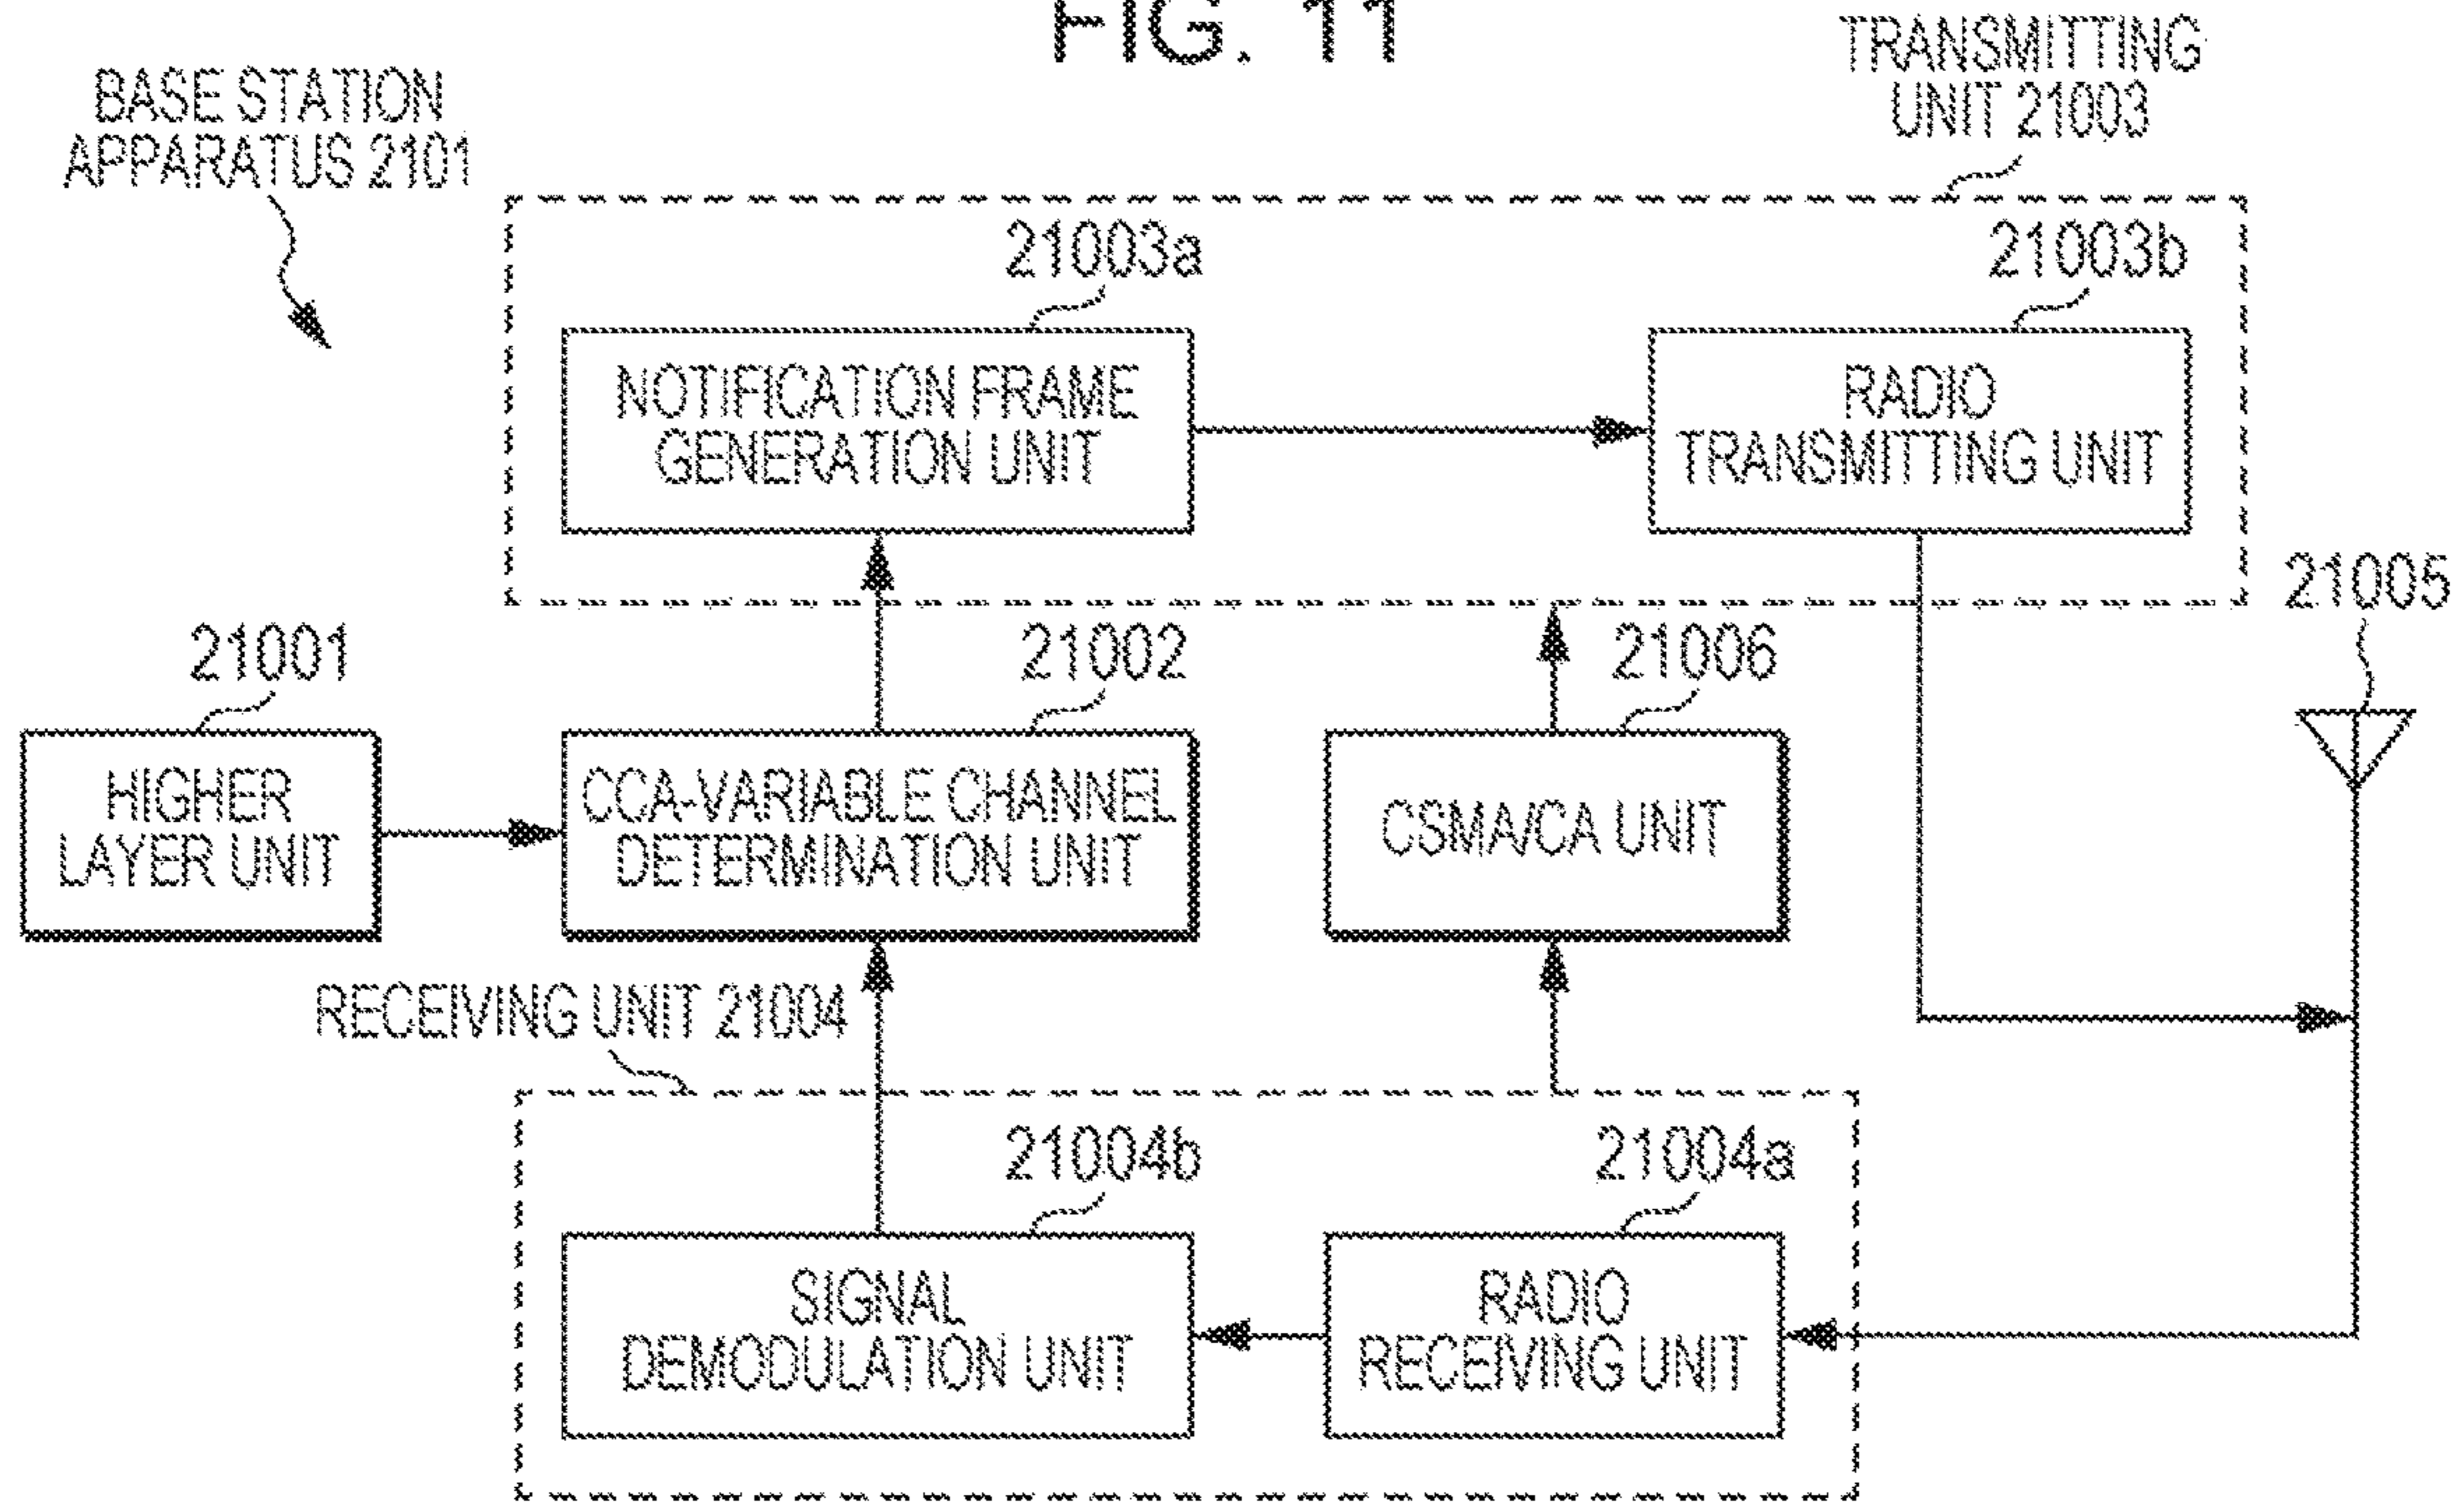 FIG. 11
BASE STATION
APPARATUS 2101
TRANSMITTING
UNIT 21003
21003a
21003b
NOTIFICATION FRAME
GENERATION UNIT
RADIO
TRANSMITTING UNIT
21005
21001
21002
21006
HIGHER
LAYER UNIT
CCA-VARIABLE CHANNEL
DETERMINATION UNIT
CSMA/CA UNIT
RECEIVING UNIT 21004
21004b
21004a
SIGNAL
DEMODULATION UNIT
RADIO
RECEIVING UNIT